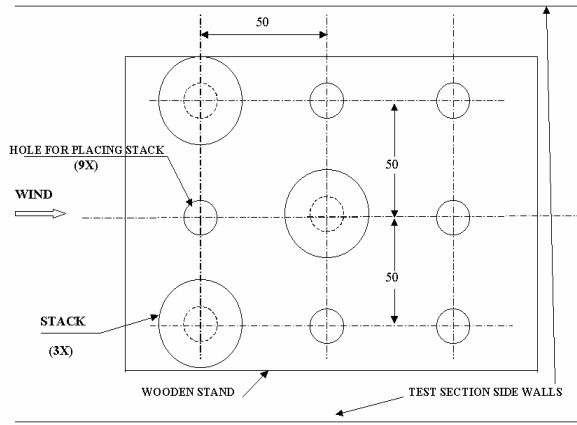 50
HOLE FOR PLACING STACK
(9X)
50
WIND
50
STACK
(3X)
WOODEN STAND
TEST SECTION SIDE WALLS